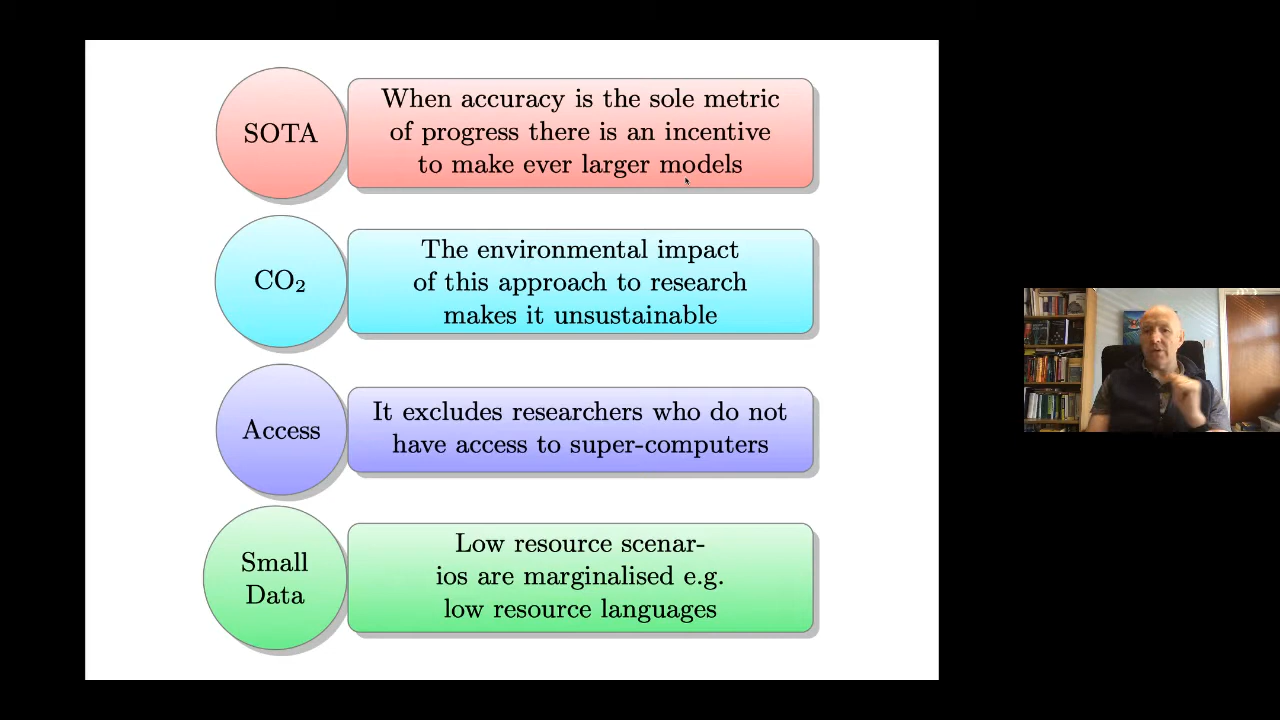 SOTA
When accuracy is the sole metric
of progress there is an incentive
to make ever larger models
CO₂
The environmental impact
of this approach to research
makes it unsustainable
Access
It excludes researchers who do not
have access to super-computers
Small
Data
Low resource scenar-
ios are marginalised e.g.
low resource languages